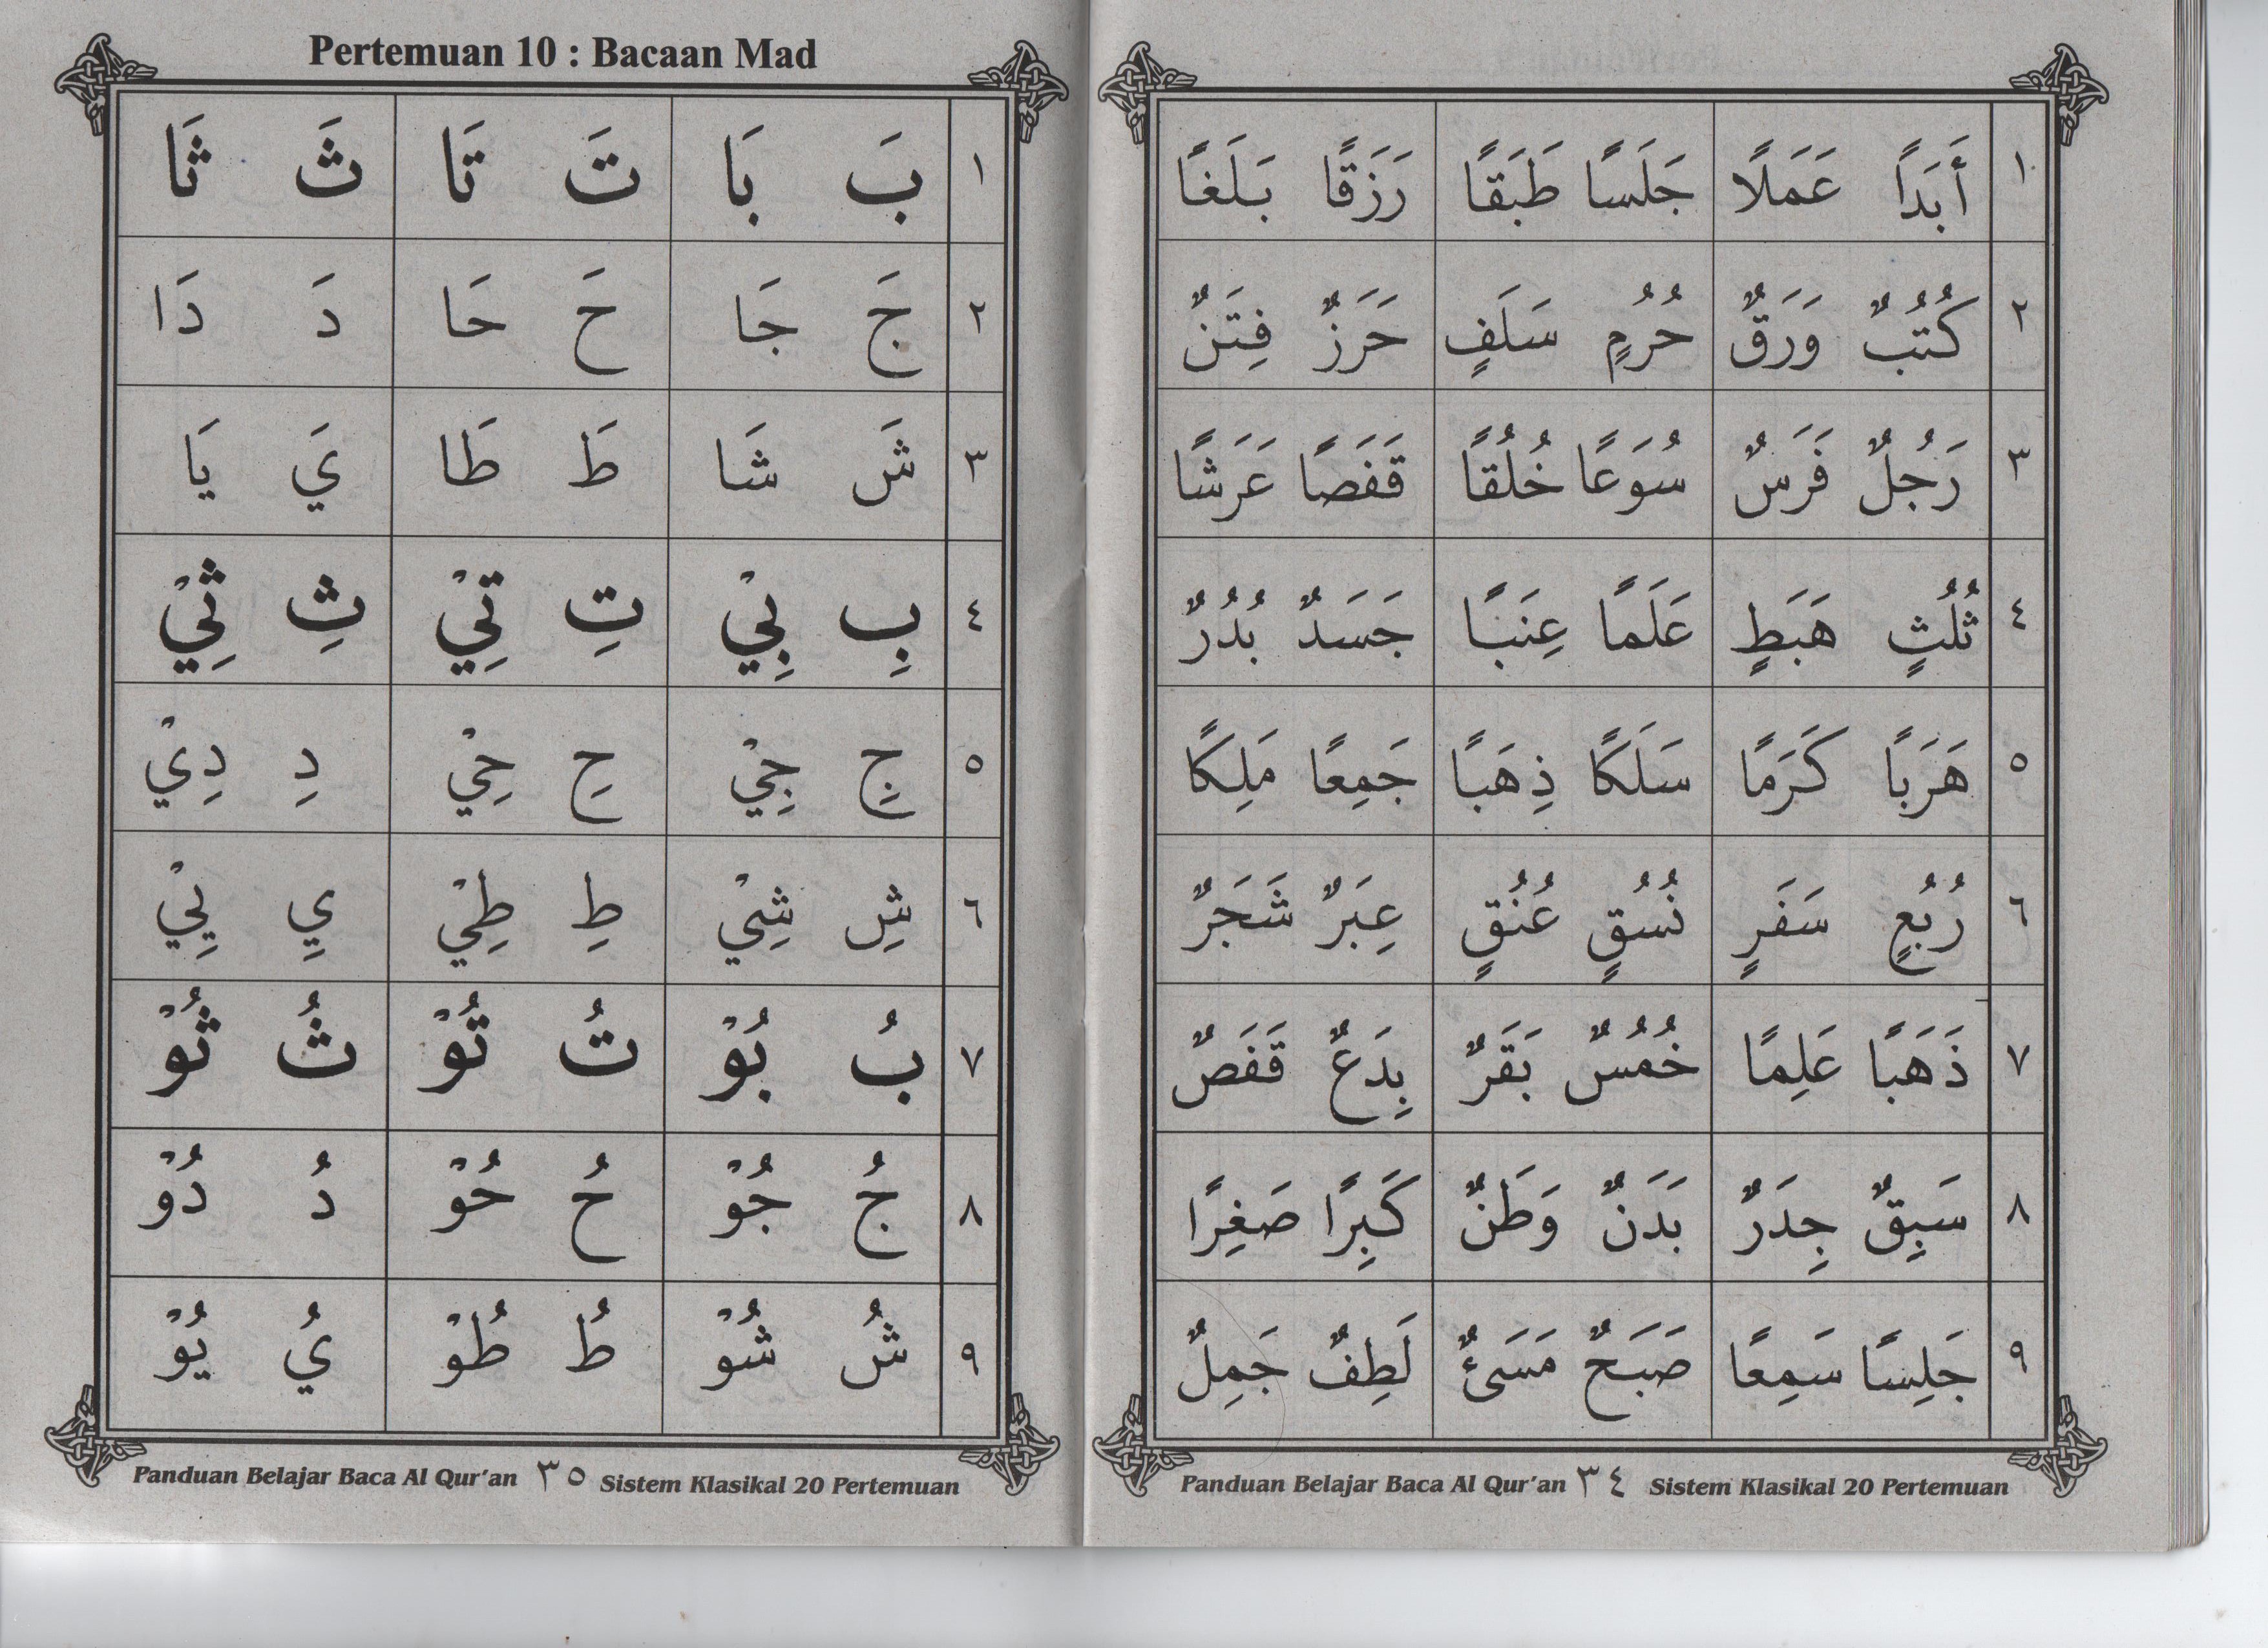 ١ أَبَدًا عَمَلًا جَلَسًا طَبَقًا رَزَقًا بَلَغًا
٢ كُتُبٌ وَرَقٌ حُرُمٍ سَلَفٍ حَرَزٌ فِتَنٌ
٣ رَجُلٌ فَرَسٌ سُوَعًا خُلُقًا قَفَصًا عَرَشًا
٤ ثُلُثٍ هَبَطٍ عَلَمًا عِنَبًا جَسَدٌ بُدُرٌ
٥ هَرَبًا كَرَمًا سَلَكًا ذِهَبًا جَمِعًا مَلِكًا
٦ رُبُعٍ سَفَرٍ نُسُقٍ عُنُقٍ عِبَرٌ شَجَرٌ
٧ ذَهَبًا عَلِمًا خُمُسٌ بَقَرٌ بِدَعٌ قَفَصٌ
٨ سَبِقٌ جِدَرٌ بَدَنٌ وَطَنٌ كَبِرًا صَغِرًا
٩ جَلِسًا سَمِعًا صَبَحٌ مَسَئٌ لَطِفٌ جَمِلٌ
Panduan Belajar Baca Al Qur'an ٣٤ Sistem Klasikal 20 Pertemuan
Pertemuan 10 : Bacaan Mad
١ بَ بَا تَ تَا ثَ ثَا
٢ جَ جَا حَ حَا دَ دَا
٣ شَ شَا طَ طَا يَ يَا
٤ بِ بِيْ تِ تِيْ ثِ ثِيْ
٥ جِ جِيْ حِ حِيْ دِ دِيْ
٦ شِ شِيْ طِ طِيْ يِ يِيْ
٧ بُ بُوْ تُ تُوْ ثُ ثُوْ
٨ جُ جُوْ حُ حُوْ دُ دُوْ
٩ شُ شُوْ طُ طُوْ يُ يُوْ
Panduan Belajar Baca Al Qur'an ٣٥ Sistem Klasikal 20 Pertemuan